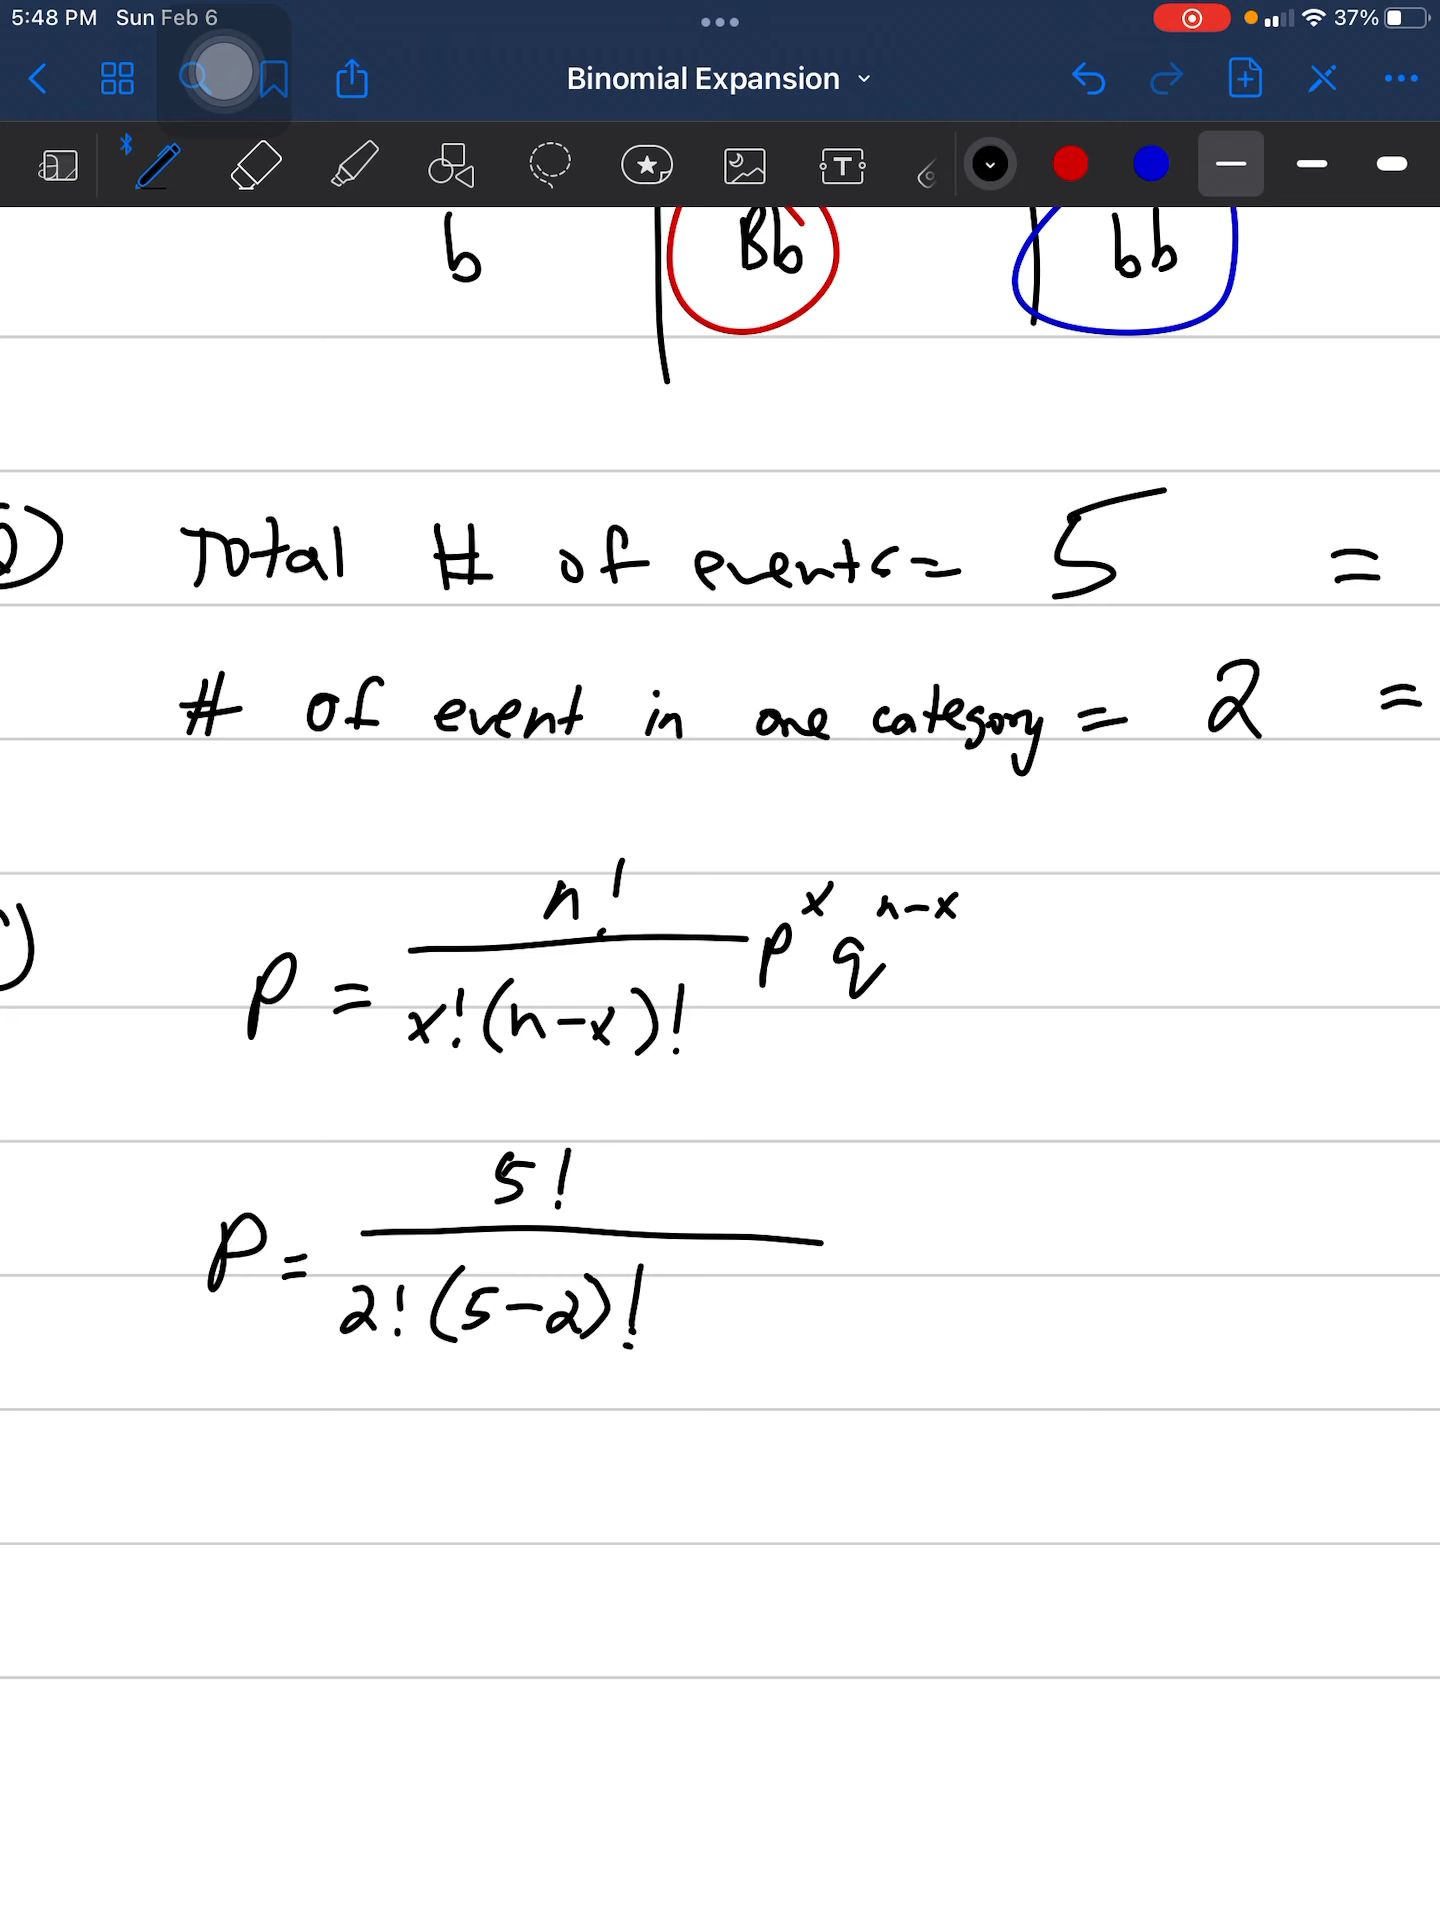 5:48 PM Sun Feb 6 37%
Binomial Expansion
b Bb bb
) Total # of events = 5 =
# of event in one category = 2 =
) P = n! / x!(n-x)! p^x q^n-x
P = 5! / 2!(5-2)!